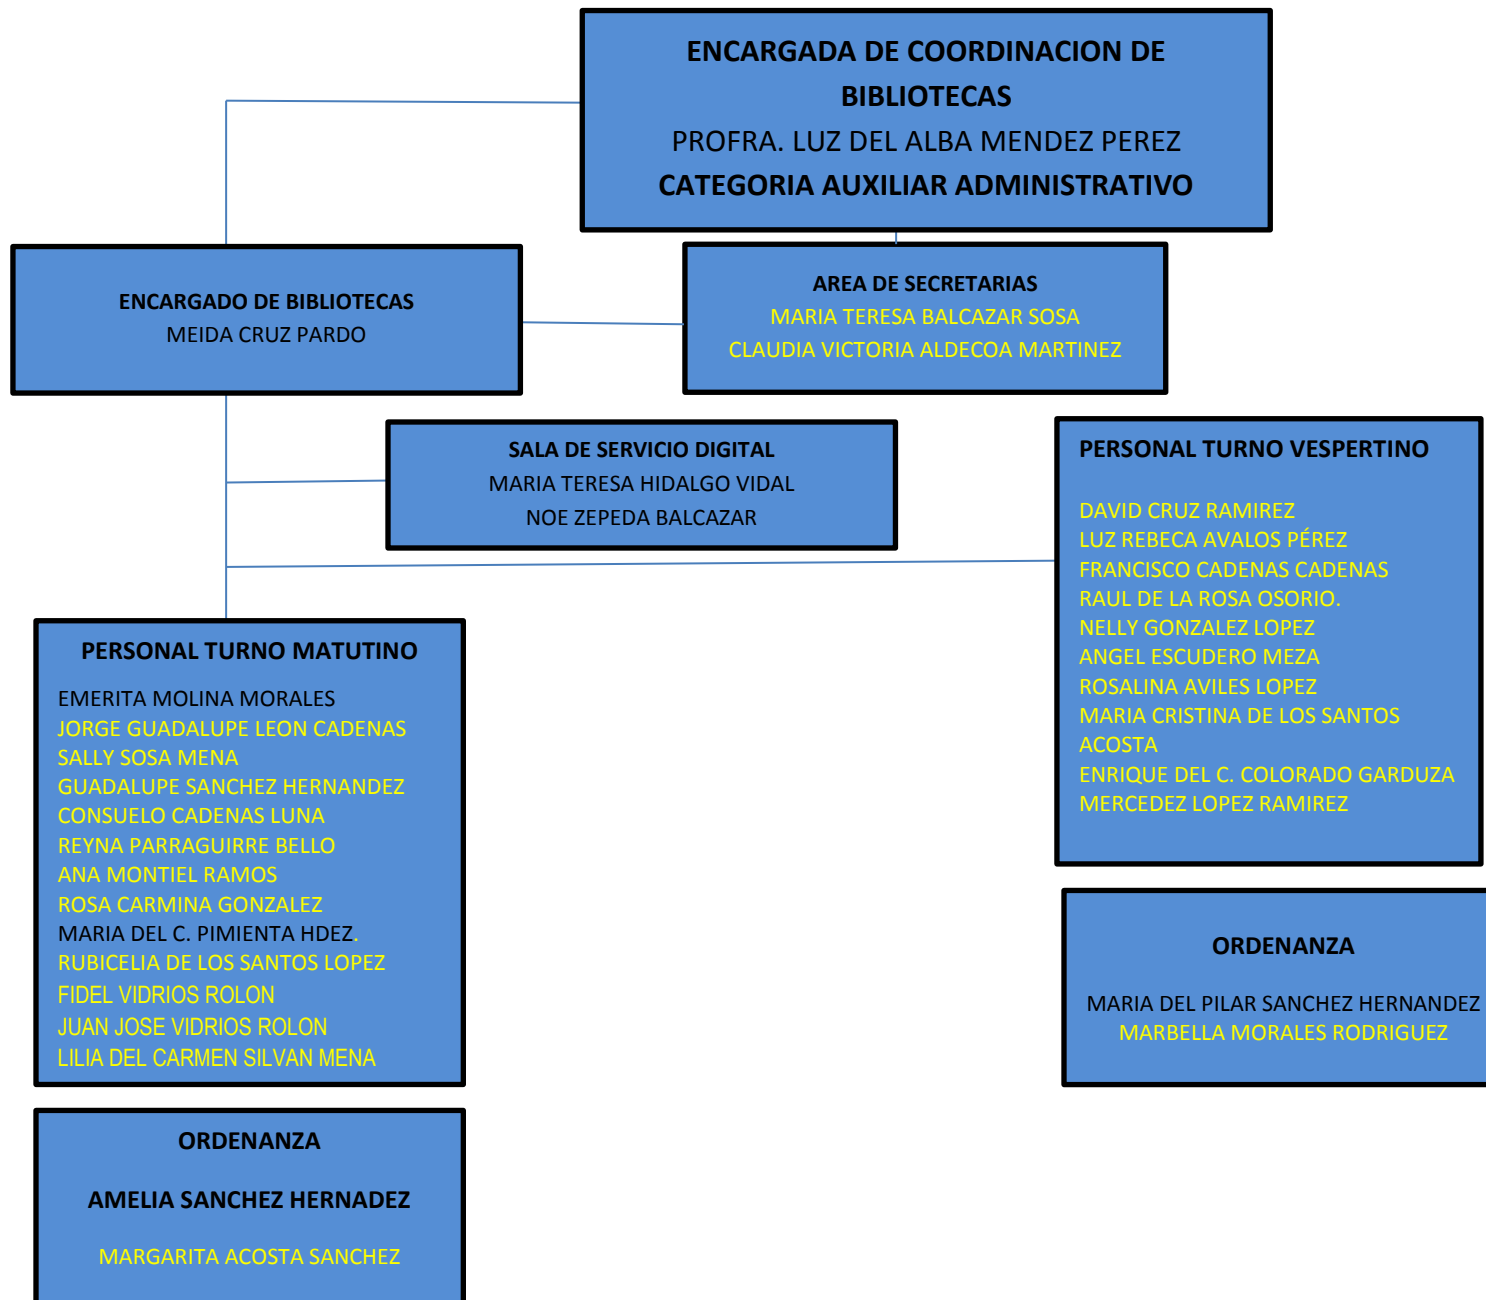 ENCARGADA DE COORDINACION DE
BIBLIOTECAS
PROFRA. LUZ DEL ALBA MENDEZ PEREZ
CATEGORIA AUXILIAR ADMINISTRATIVO
ENCARGADO DE BIBLIOTECAS
MEIDA CRUZ PARDO
AREA DE SECRETARIAS
MARIA TERESA BALCAZAR SOSA
CLAUDIA VICTORIA ALDECOA MARTINEZ
SALA DE SERVICIO DIGITAL
MARIA TERESA HIDALGO VIDAL
NOE ZEPEDA BALCAZAR
PERSONAL TURNO VESPERTINO
DAVID CRUZ RAMIREZ
LUZ REBECA AVALOS PÉREZ
FRANCISCO CADENAS CADENAS
RAUL DE LA ROSA OSORIO.
NELLY GONZALEZ LOPEZ
ANGEL ESCUDERO MEZA
ROSALINA AVILES LOPEZ
MARIA CRISTINA DE LOS SANTOS
ACOSTA
ENRIQUE DEL C. COLORADO GARDUZA
MERCEDEZ LOPEZ RAMIREZ
PERSONAL TURNO MATUTINO
EMERITA MOLINA MORALES
JORGE GUADALUPE LEON CADENAS
SALLY SOSA MENA
GUADALUPE SANCHEZ HERNANDEZ
CONSUELO CADENAS LUNA
REYNA PARRAGUIRRE BELLO
ANA MONTIEL RAMOS
ROSA CARMINA GONZALEZ
MARIA DEL C. PIMIENTA HDEZ.
RUBICELIA DE LOS SANTOS LOPEZ
FIDEL VIDRIOS ROLON
JUAN JOSE VIDRIOS ROLON
LILIA DEL CARMEN SILVAN MENA
ORDENANZA
MARIA DEL PILAR SANCHEZ HERNANDEZ
MARBELLA MORALES RODRIGUEZ
ORDENANZA
AMELIA SANCHEZ HERNADEZ
MARGARITA ACOSTA SANCHEZ